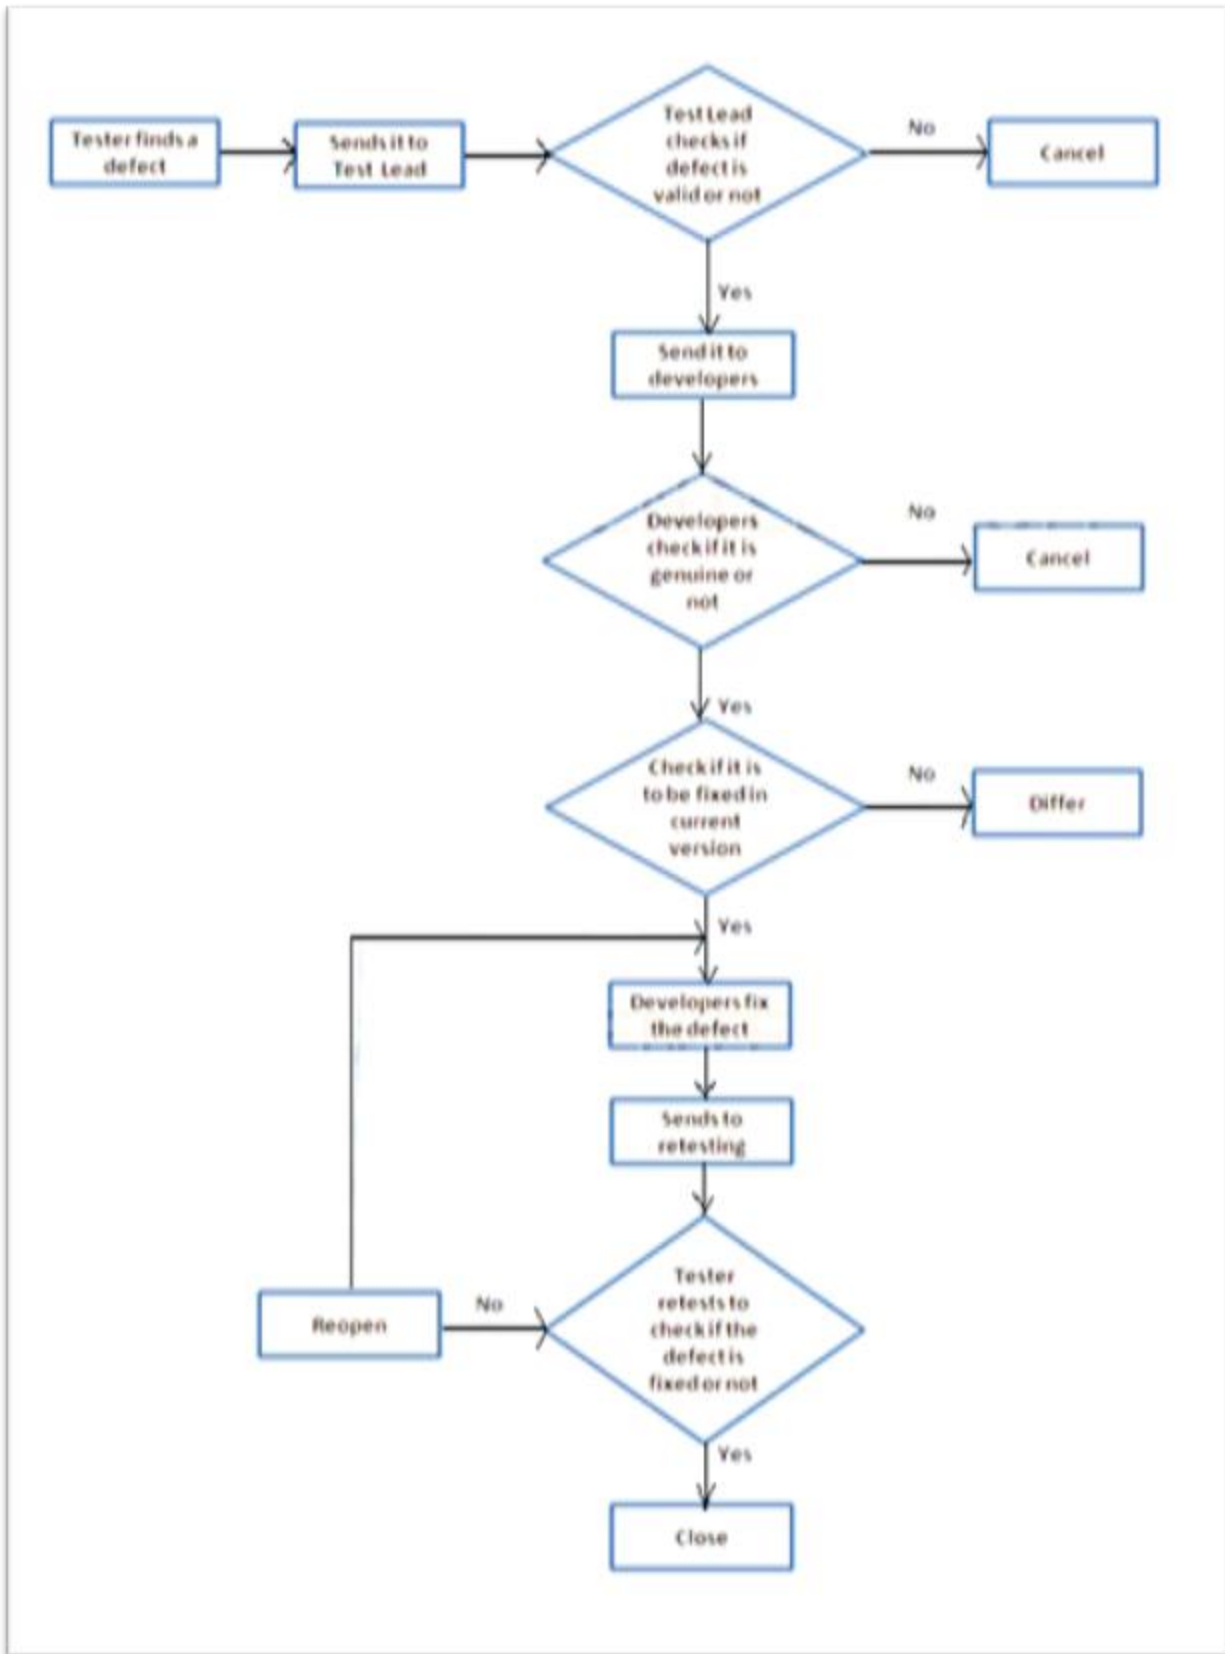 Tester finds a
defect
Sends it to
Test Lead
Test Lead
checks if
defect is
valid or not
No
Cancel
Yes
Send it to
developers
Developers
check if it is
genuine or
not
No
Cancel
Yes
Check if it is
to be fixed in
current
version
No
Differ
Yes
Developers fix
the defect
Sends to
retesting
Tester
retests to
check if the
defect is
fixed or not
No
Reopen
Yes
Close